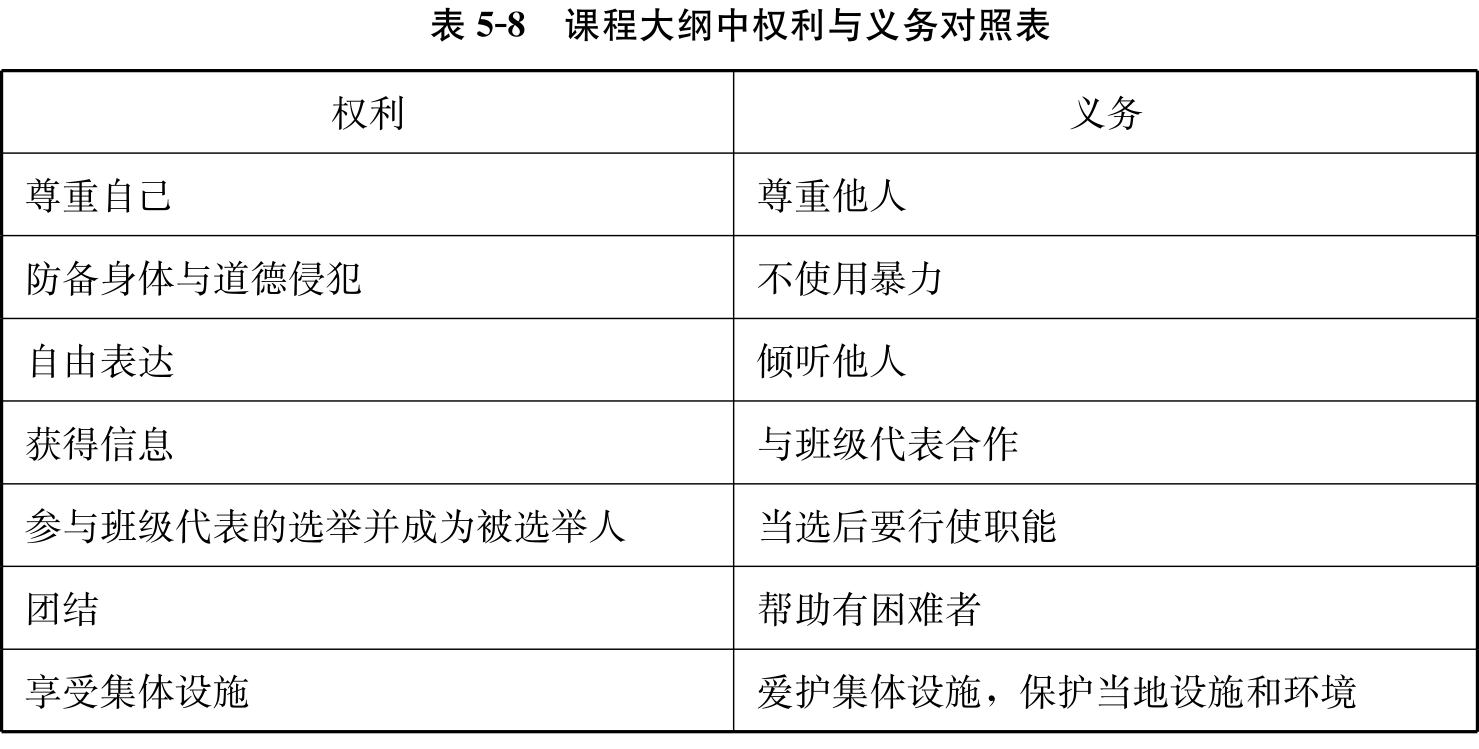 表 5-8 课程大纲中权利与义务对照表
权利 义务
尊重自己 尊重他人
防备身体与道德侵犯 不使用暴力
自由表达 倾听他人
获得信息 与班级代表合作
参与班级代表的选举并成为被选举人 当选后要行使职能
团结 帮助有困难者
享受集体设施 爱护集体设施，保护当地设施和环境